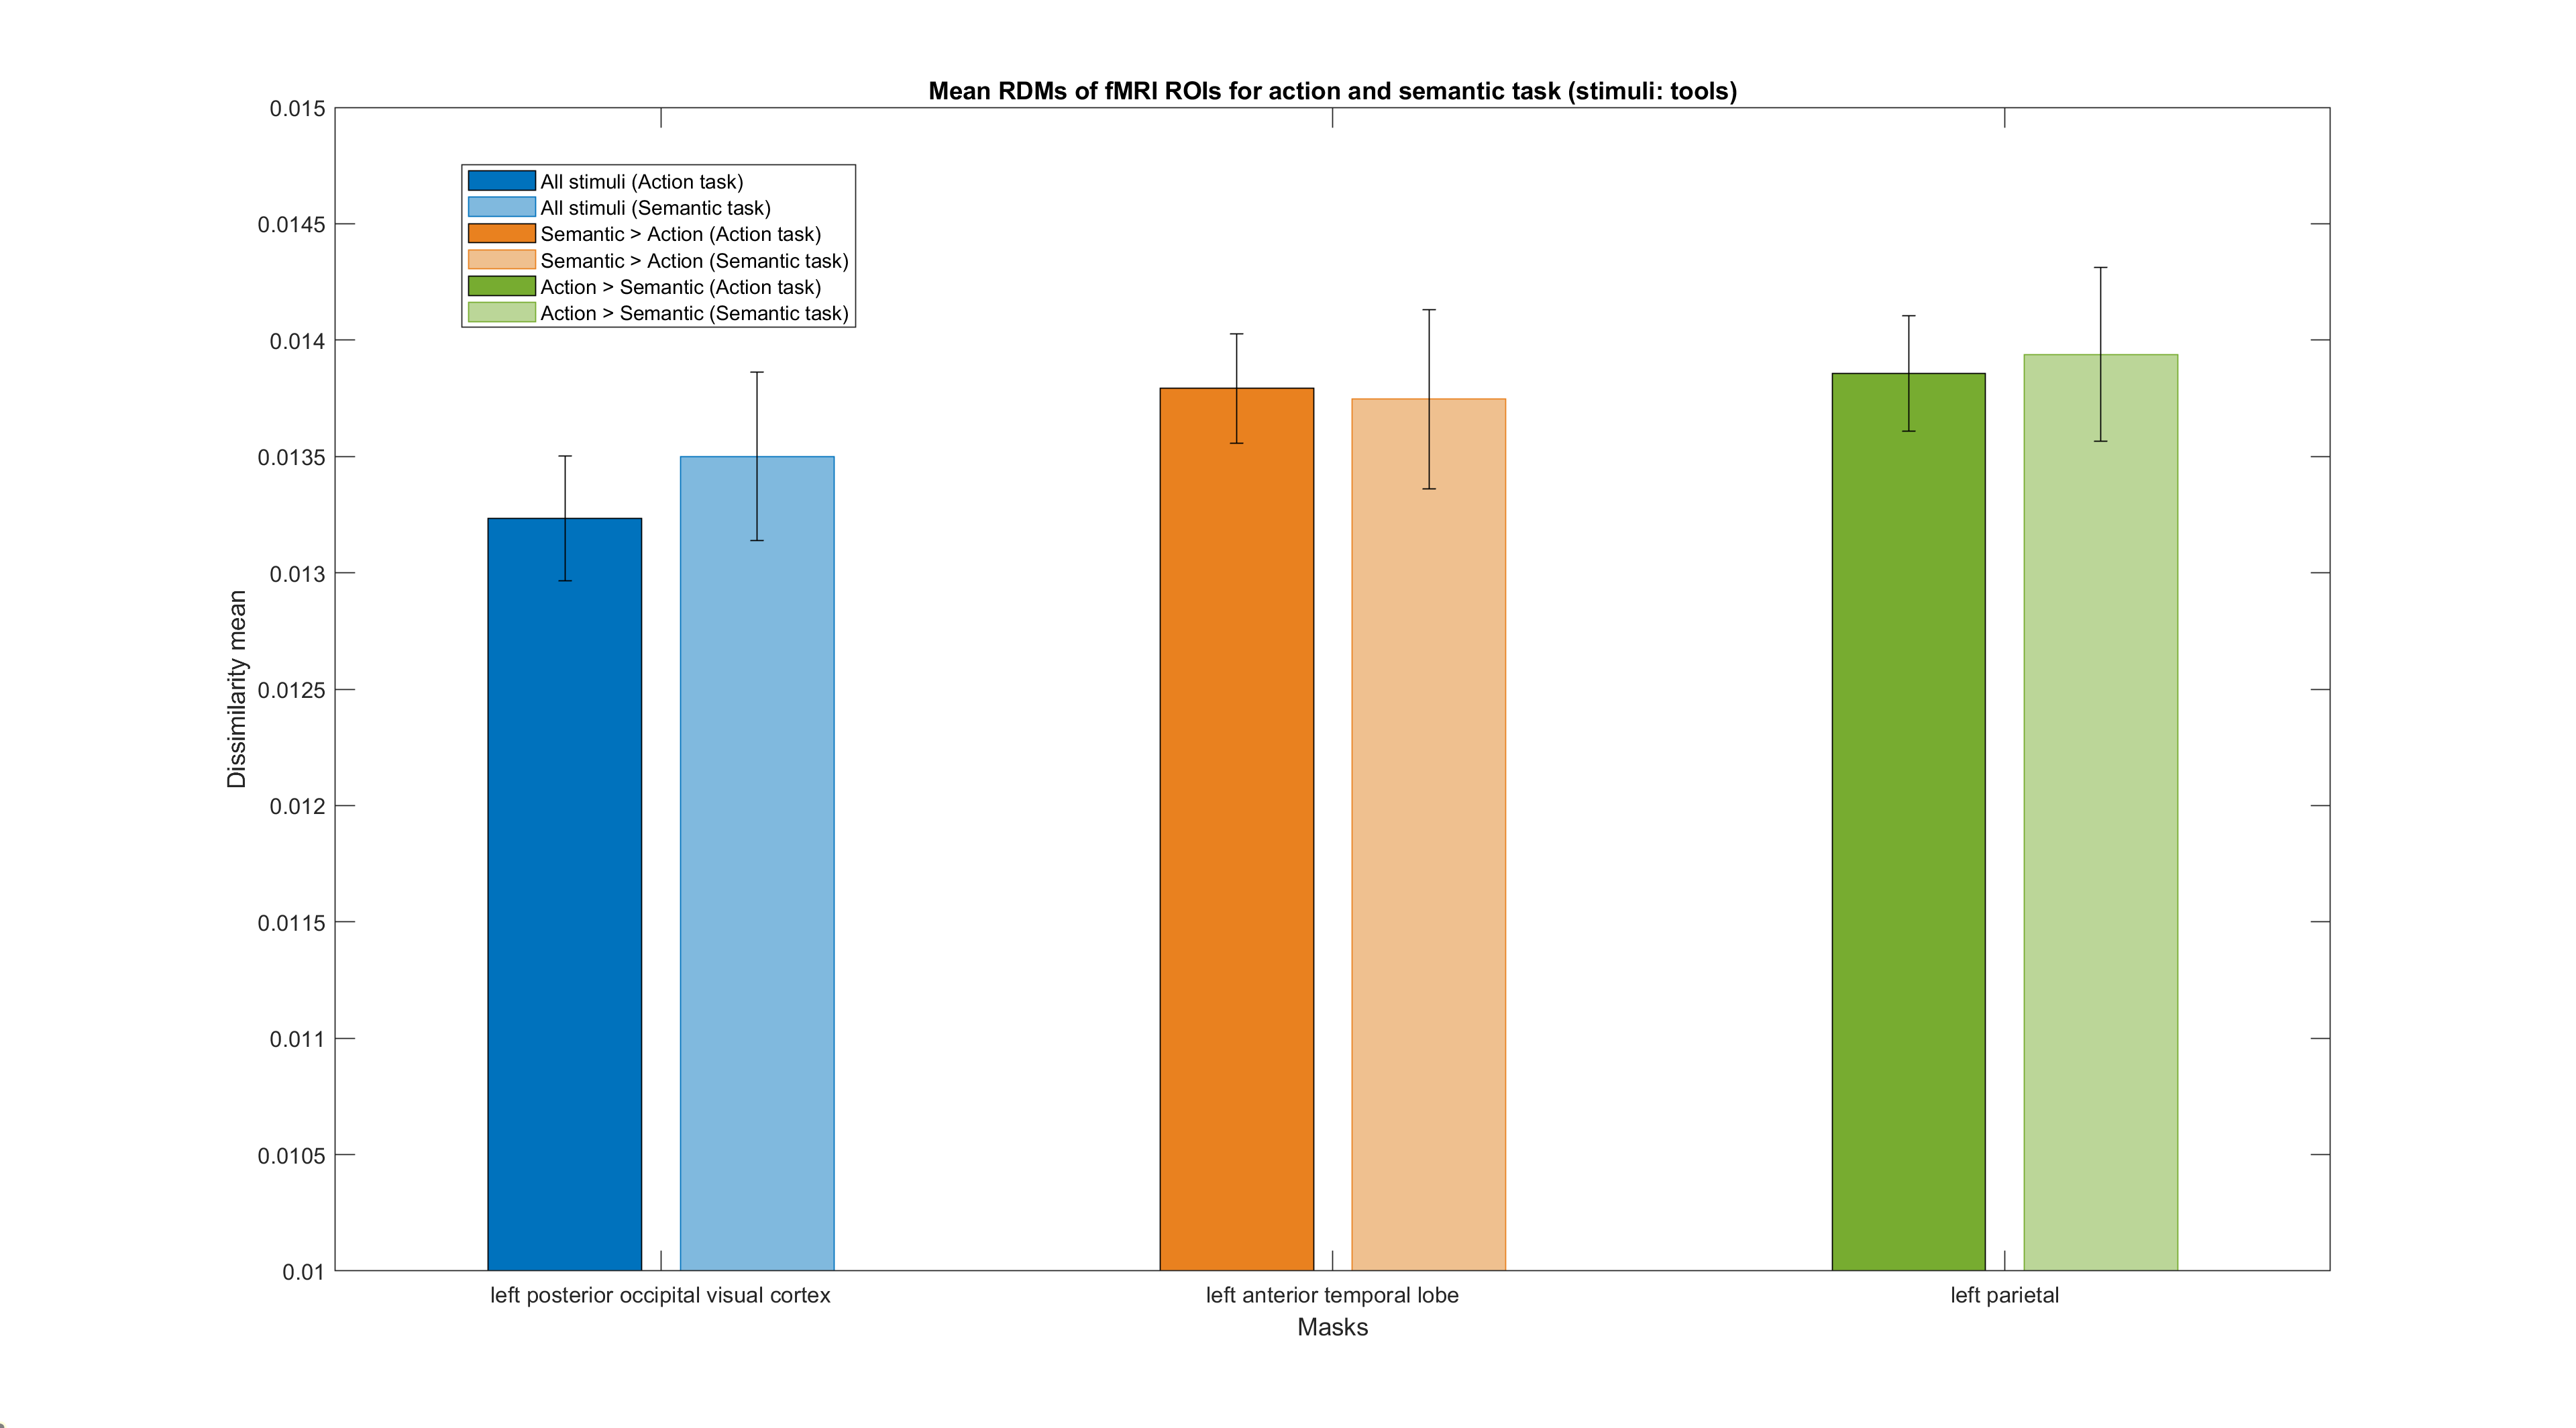 Mean RDMs of fMRI ROIs for action and semantic task (stimuli: tools)
0.015
0.0145
0.014
0.0135
0.013
0.0125
0.012
0.0115
0.011
0.0105
0.01
Dissimilarity mean
All stimuli (Action task)
All stimuli (Semantic task)
Semantic > Action (Action task)
Semantic > Action (Semantic task)
Action > Semantic (Action task)
Action > Semantic (Semantic task)
left posterior occipital visual cortex
left anterior temporal lobe
left parietal
Masks